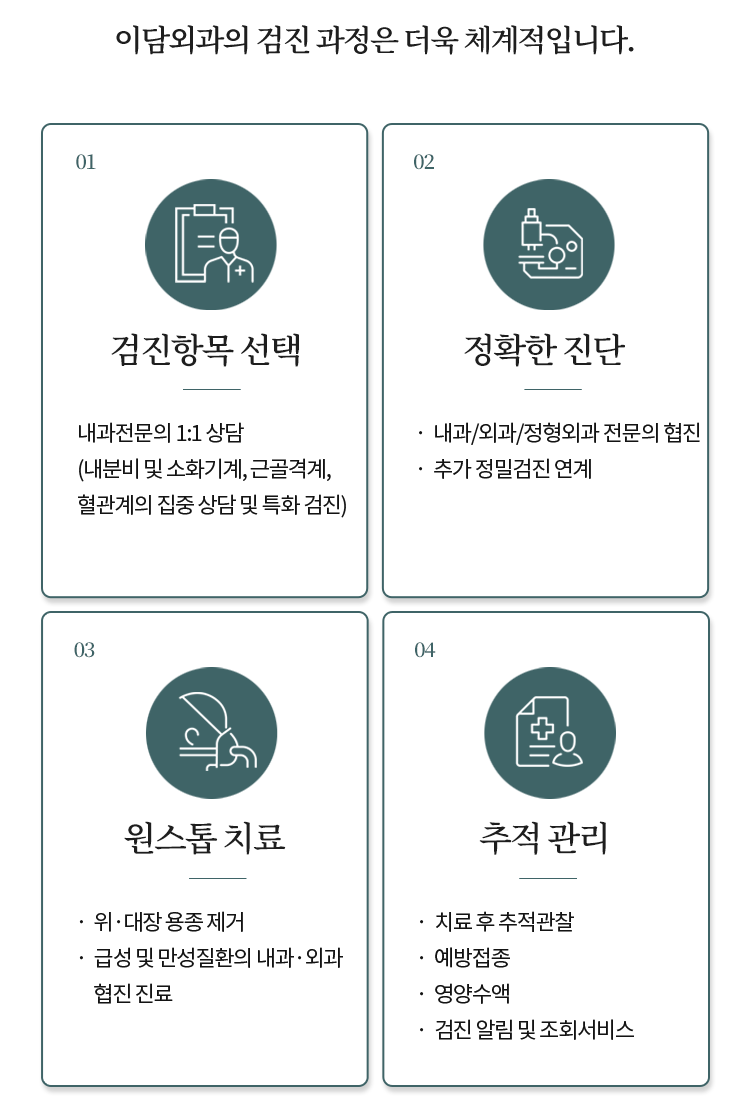 이담외과의 검진 과정은 더욱 체계적입니다.
01
검진항목 선택
내과전문의 1:1 상담
(내분비 및 소화기계, 근골격계,
혈관계의 집중 상담 및 특화 검진)
02
정확한 진단
· 내과/외과/정형외과 전문의 협진
· 추가 정밀검진 연계
03
원스톱 치료
· 위·대장 용종 제거
· 급성 및 만성질환의 내과·외과
협진 진료
04
추적 관리
· 치료 후 추적관찰
· 예방접종
· 영양수액
· 검진 알림 및 조회서비스